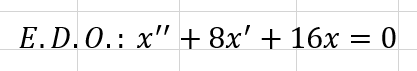 E.D.O.: x'' + 8x' + 16x = 0